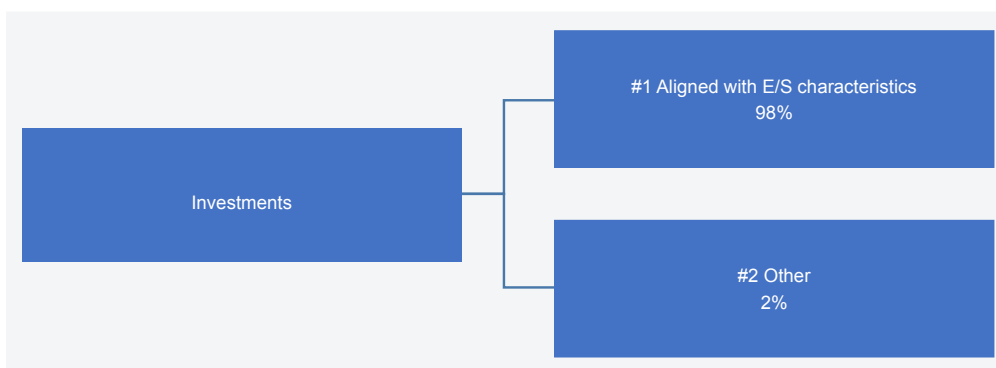 Investments
#1 Aligned with E/S characteristics
98%
#2 Other
2%